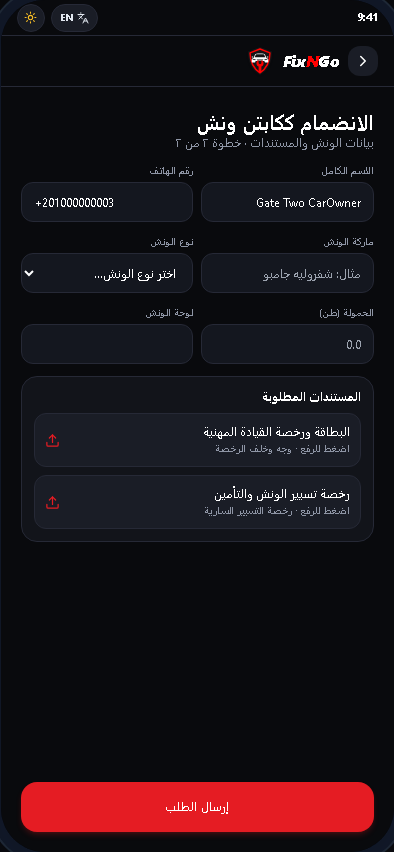 9:41
EN
FixNGo
الانضمام ككابتن ونش
بيانات الونش والمستندات · خطوة ٢ من ٢
الاسم الكامل
رقم الهاتف
Gate Two CarOwner
+201000000003
ماركة الونش
نوع الونش
مثال: شفروليه جامبو
اختر نوع الونش...
الحمولة (طن)
لوحة الونش
0.0
المستندات المطلوبة
البطاقة ورخصة القيادة المهنية
اضغط للرفع · وجه وخلف الرخصة
رخصة تسيير الونش والتأمين
اضغط للرفع · رخصة التسيير السارية
إرسال الطلب